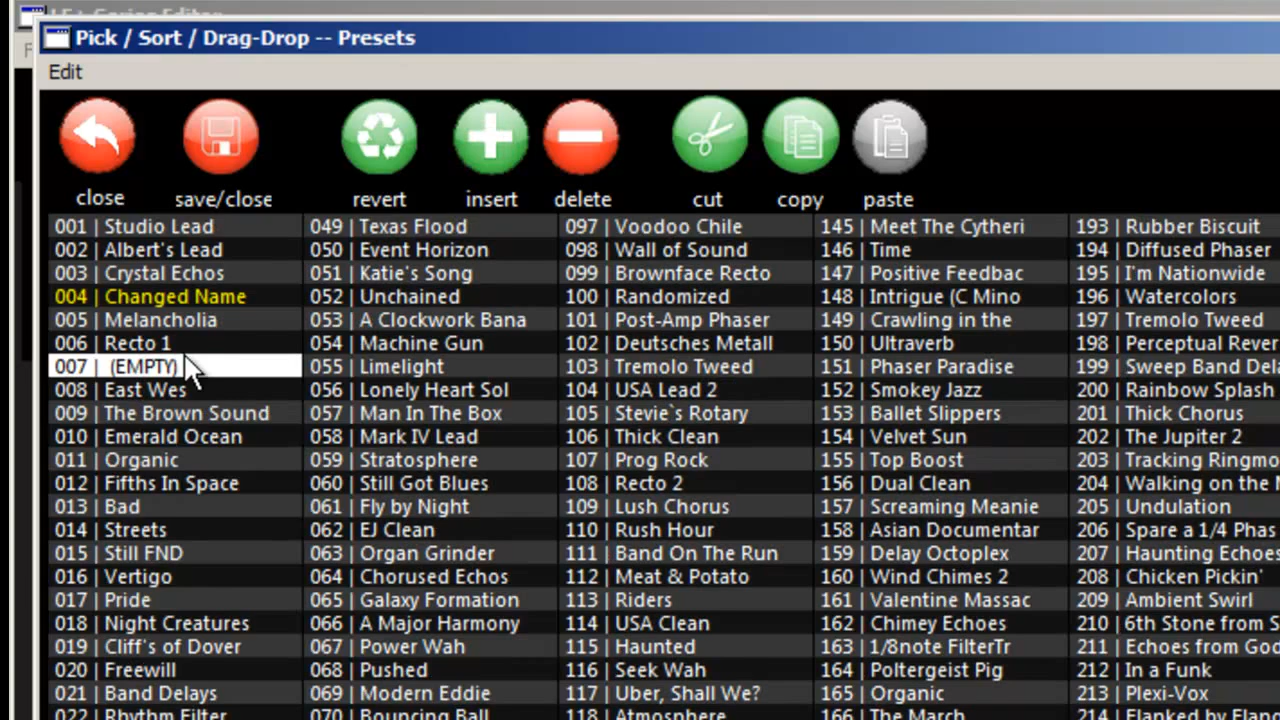 Pick / Sort / Drag-Drop -- Presets
Edit
close
save/close
revert
insert
delete
cut
copy
paste
001 | Studio Lead
002 | Albert's Lead
003 | Crystal Echos
004 | Changed Name
005 | Melancholia
006 | Recto 1
007 | (EMPTY)
008 | East Wes
009 | The Brown Sound
010 | Emerald Ocean
011 | Organic
012 | Fifths In Space
013 | Bad
014 | Streets
015 | Still FND
016 | Vertigo
017 | Pride
018 | Night Creatures
019 | Cliff's of Dover
020 | Freewill
021 | Band Delays
022 | Rhythm Filter
049 | Texas Flood
050 | Event Horizon
051 | Katie's Song
052 | Unchained
053 | A Clockwork Bana
054 | Machine Gun
055 | Limelight
056 | Lonely Heart Sol
057 | Man In The Box
058 | Mark IV Lead
059 | Stratosphere
060 | Still Got Blues
061 | Fly by Night
062 | EJ Clean
063 | Organ Grinder
064 | Chorused Echos
065 | Galaxy Formation
066 | A Major Harmony
067 | Power Wah
068 | Pushed
069 | Modern Eddie
070 | Bouncing Ball
097 | Voodoo Chile
098 | Wall of Sound
099 | Brownface Recto
100 | Randomized
101 | Post-Amp Phaser
102 | Deutsches Metall
103 | Tremolo Tweed
104 | USA Lead 2
105 | Stevie`s Rotary
106 | Thick Clean
107 | Prog Rock
108 | Recto 2
109 | Lush Chorus
110 | Rush Hour
111 | Band On The Run
112 | Meat & Potato
113 | Riders
114 | USA Clean
115 | Haunted
116 | Seek Wah
117 | Uber, Shall We?
118 | Atmosphere
145 | Meet The Cytheri
146 | Time
147 | Positive Feedbac
148 | Intrigue (C Mino
149 | Crawling in the
150 | Ultraverb
151 | Phaser Paradise
152 | Smokey Jazz
153 | Ballet Slippers
154 | Velvet Sun
155 | Top Boost
156 | Dual Clean
157 | Screaming Meanie
158 | Asian Documentar
159 | Delay Octoplex
160 | Wind Chimes 2
161 | Valentine Massac
162 | Chimey Echoes
163 | 1/8note FilterTr
164 | Poltergeist Pig
165 | Organic
166 | The March
193 | Rubber Biscuit
194 | Diffused Phaser
195 | I'm Nationwide
196 | Watercolors
197 | Tremolo Tweed
198 | Perceptual Rever
199 | Sweep Band Dela
200 | Rainbow Splash
201 | Thick Chorus
202 | The Jupiter 2
203 | Tracking Ringmo
204 | Walking on the
205 | Undulation
206 | Spare a 1/4 Phas
207 | Haunting Echoes
208 | Chicken Pickin'
209 | Ambient Swirl
210 | 6th Stone from S
211 | Echoes from God
212 | In a Funk
213 | Plexi-Vox
214 | Flanked by Flang